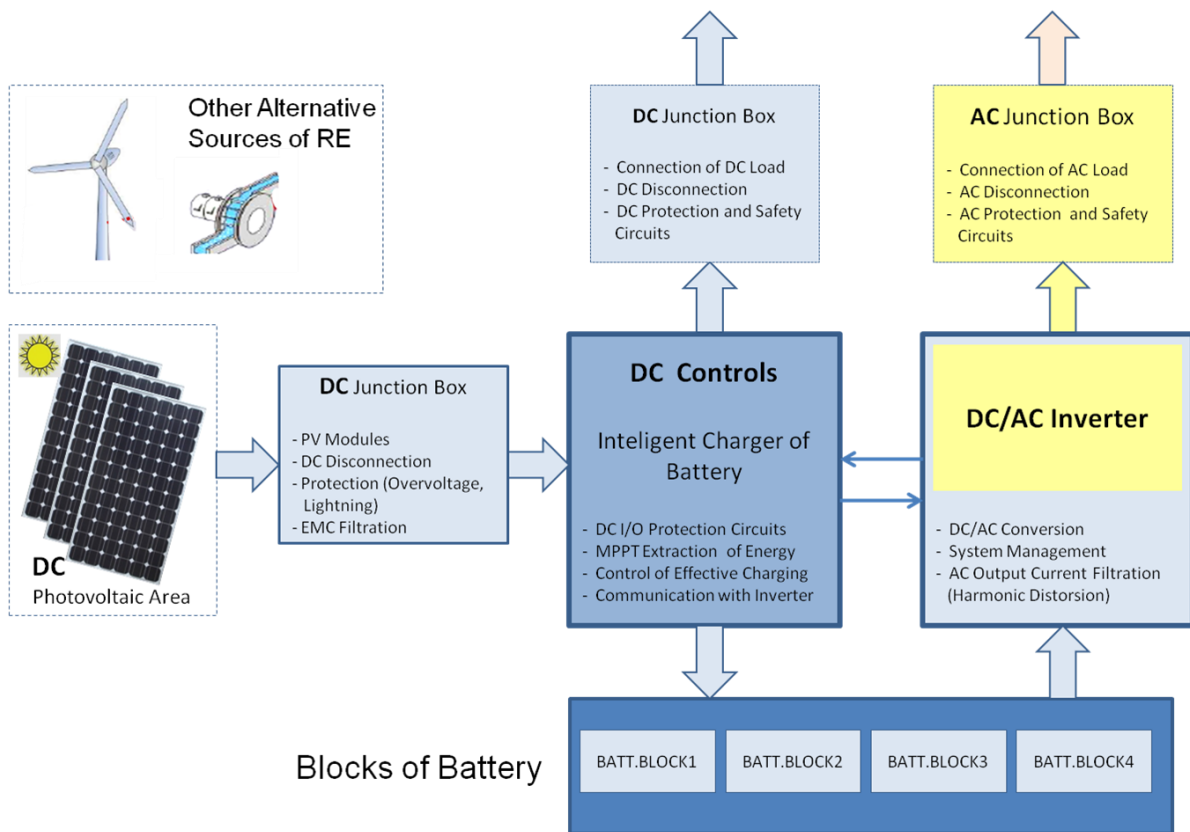 Other Alternative
Sources of RE
DC Junction Box
- Connection of DC Load
- DC Disconnection
- DC Protection and Safety
Circuits
AC Junction Box
- Connection of AC Load
- AC Disconnection
- AC Protection and Safety
Circuits
DC
Photovoltaic Area
DC Junction Box
- PV Modules
- DC Disconnection
- Protection (Overvoltage,
Lightning)
- EMC Filtration
DC Controls
Inteligent Charger of
Battery
- DC I/O Protection Circuits
- MPPT Extraction of Energy
- Control of Effective Charging
- Communication with Inverter
DC/AC Inverter
- DC/AC Conversion
- System Management
- AC Output Current Filtration
(Harmonic Distorsion)
Blocks of Battery
BATT.BLOCK1
BATT.BLOCK2
BATT.BLOCK3
BATT.BLOCK4